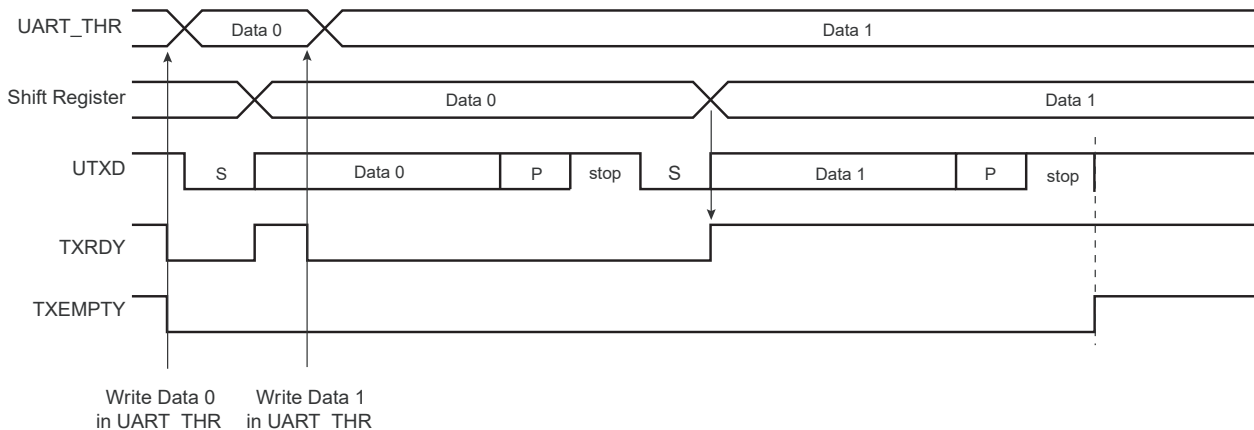 UART_THR Data 0 Data 1
Shift Register Data 0 Data 1
UTXD S Data 0 P stop S Data 1 P stop
TXRDY
TXEMPTY
Write Data 0 Write Data 1
in UART_THR in UART_THR